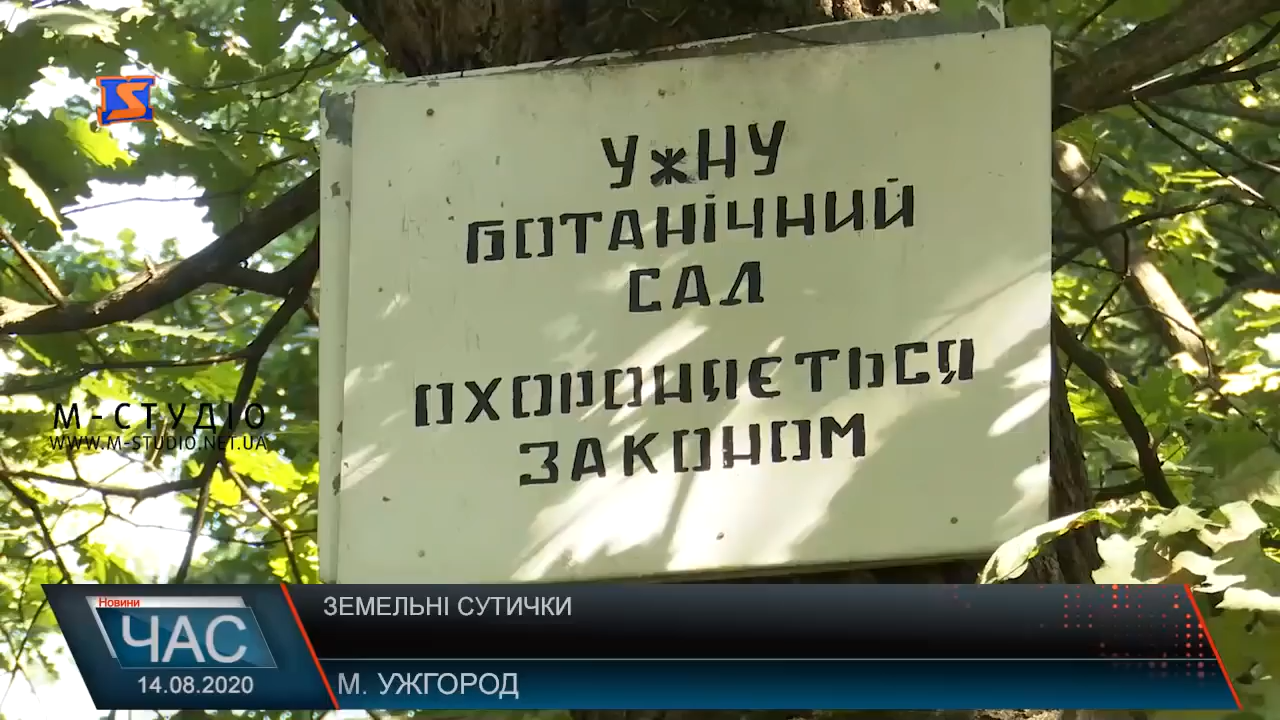 УжНУ
БОТАНІЧНИЙ
САД
ОХОРОНЯЄТЬСЯ
ЗАКОНОМ
М-СТУДІО
WWW.M-STUDIO.NET.UA
Новини
ЧАС
14.08.2020
ЗЕМЕЛЬНІ СУТИЧКИ
М. УЖГОРОД